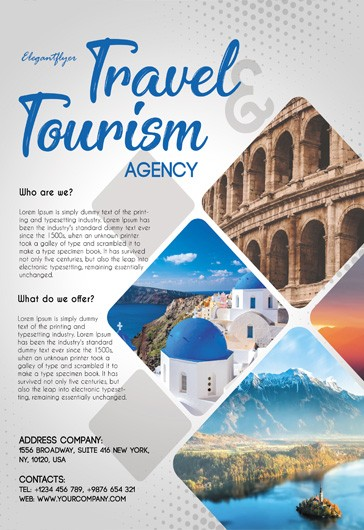 Elegantflyer
Travel
&
Tourism
AGENCY
Who are we?
Lorem Ipsum is simply dummy text of the print-
ing and typesetting industry. Lorem Ipsum has
been the industry's standard dummy text ever
since the 1500s, when an unknown printer
took a galley of type and scrambled it to
make a type specimen book. It has survived
not only five centuries, but also the leap into
electronic typesetting, remaining essentially
unchanged.
What do we offer?
Lorem Ipsum is simply dummy
text of the printing and typeset-
ting industry. Lorem Ipsum
has been the industry's
standard dummy text
ever since the 1500s,
when an unknown printer took a
galley of type and scrambled it to
make a type specimen book. It has
survived not only five centuries, but
also the leap into electronic typeset-
ting, remaining essentially unchanged.
ADDRESS COMPANY:
1556 BROADWAY, SUITE 416 NEW YORK,
NY, 10120, USA
CONTACTS:
TEL: +1234 456 789, +9876 654 321
WEB: WWW.YOURCOMPANY.COM